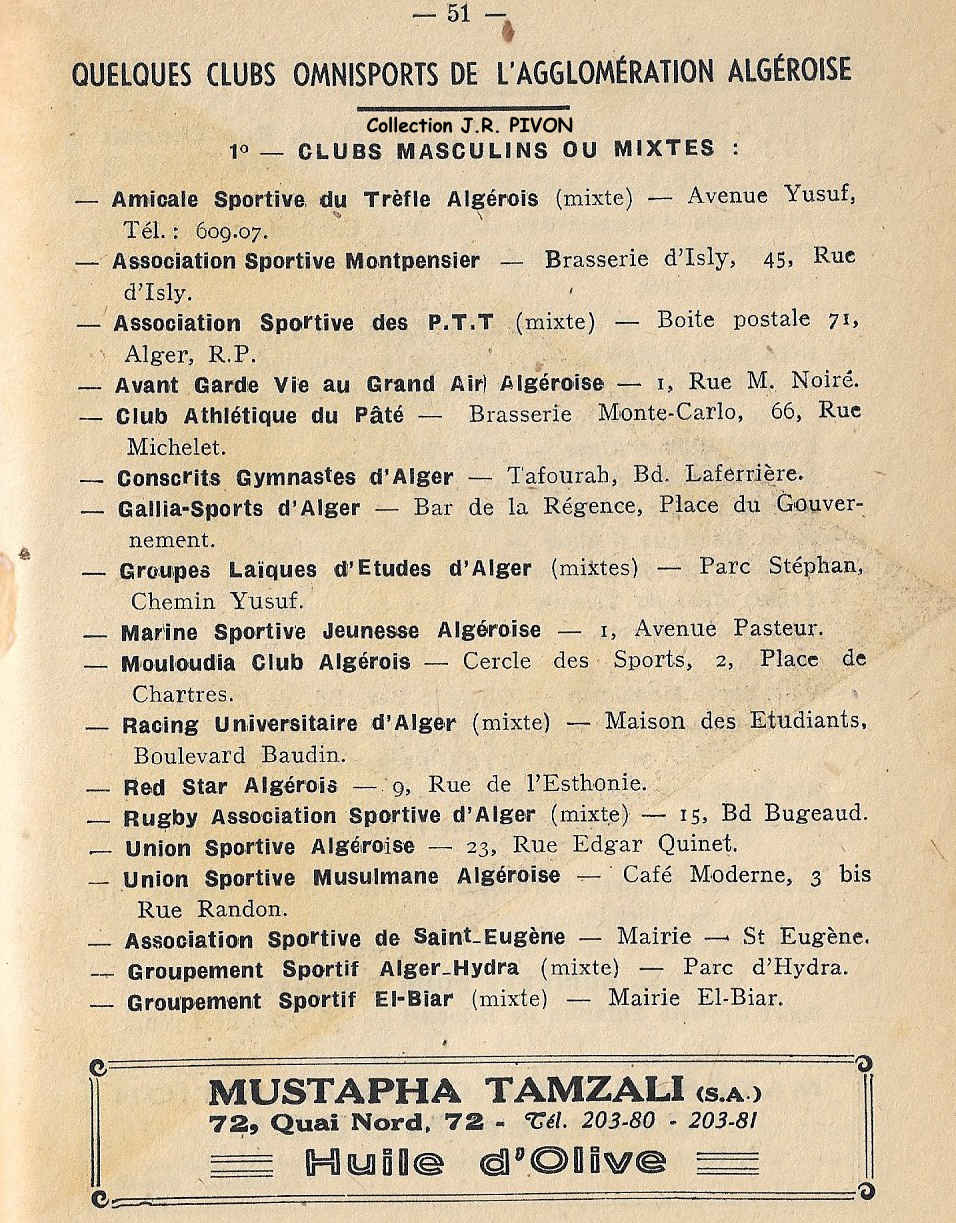 — 51 —
QUELQUES CLUBS OMNISPORTS DE L'AGGLOMÉRATION ALGÉROISE
Collection J.R. PIVON
1º — CLUBS MASCULINS OU MIXTES :
— Amicale Sportive du Trèfle Algérois (mixte) — Avenue Yusuf,
Tél. : 609.07.
— Association Sportive Montpensier — Brasserie d'Isly, 45, Rue
d'Isly.
— Association Sportive des P.T.T (mixte) — Boite postale 71,
Alger, R.P.
— Avant Garde Vie au Grand Air Algéroise — 1, Rue M. Noiré.
— Club Athlétique du Pâté — Brasserie Monte-Carlo, 66, Rue
Michelet.
— Conscrits Gymnastes d'Alger — Tafourah, Bd. Laferrière.
— Gallia-Sports d'Alger — Bar de la Régence, Place du Gouver-
nement.
— Groupes Laïques d'Etudes d'Alger (mixtes) — Parc Stéphan,
Chemin Yusuf.
— Marine Sportive Jeunesse Algéroise — 1, Avenue Pasteur.
— Mouloudia Club Algérois — Cercle des Sports, 2, Place de
Chartres.
— Racing Universitaire d'Alger (mixte) — Maison des Etudiants,
Boulevard Baudin.
— Red Star Algérois — 9, Rue de l'Esthonie.
— Rugby Association Sportive d'Alger (mixte) — 15, Bd Bugeaud.
— Union Sportive Algéroise — 23, Rue Edgar Quinet.
— Union Sportive Musulmane Algéroise — Café Moderne, 3 bis
Rue Randon.
— Association Sportive de Saint-Eugène — Mairie — St Eugène.
— Groupement Sportif Alger-Hydra (mixte) — Parc d'Hydra.
— Groupement Sportif El-Biar (mixte) — Mairie El-Biar.
MUSTAPHA TAMZALI (S.A.)
72, Quai Nord, 72 - Tél. 203-80 - 203-81
Huile d'Olive